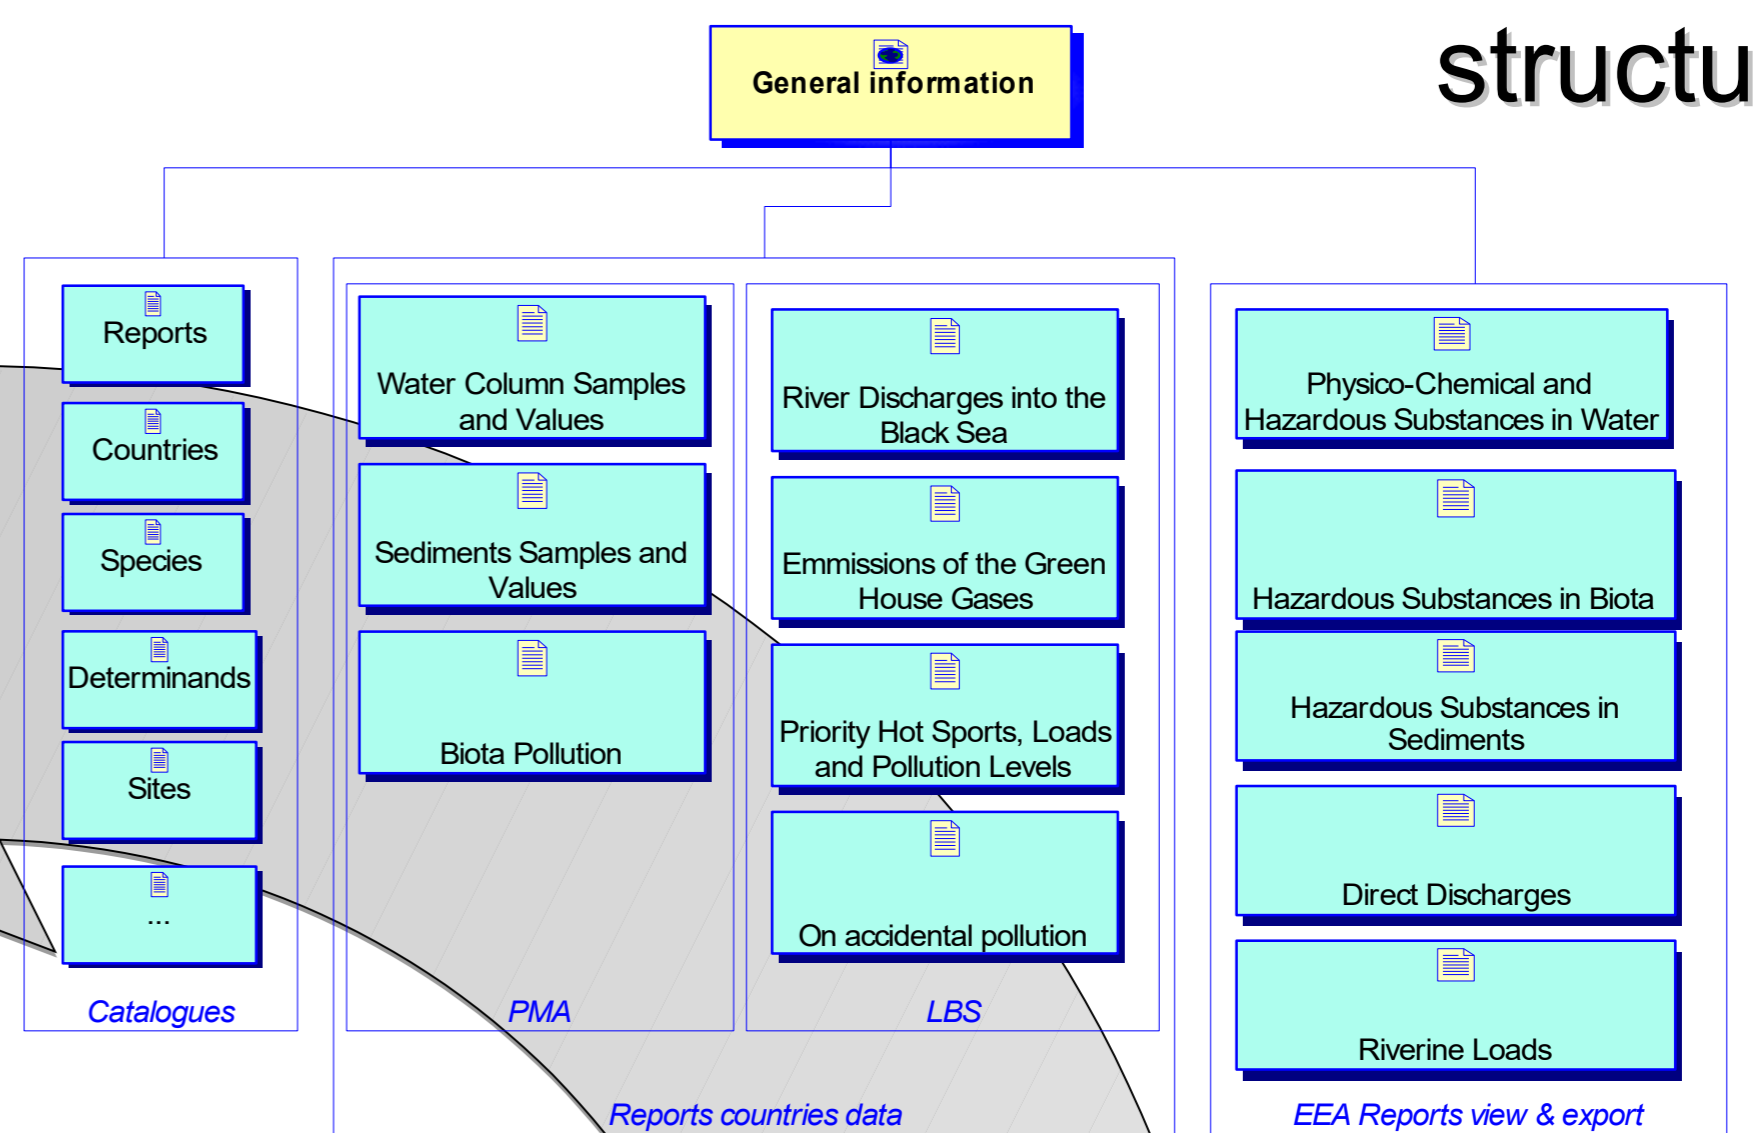 structu
General information
Reports
Countries
Species
Determinands
Sites
...
Catalogues
Water Column Samples
and Values
Sediments Samples and
Values
Biota Pollution
PMA
River Discharges into the
Black Sea
Emmissions of the Green
House Gases
Priority Hot Sports, Loads
and Pollution Levels
On accidental pollution
LBS
Reports countries data
Physico-Chemical and
Hazardous Substances in Water
Hazardous Substances in Biota
Hazardous Substances in
Sediments
Direct Discharges
Riverine Loads
EEA Reports view & export